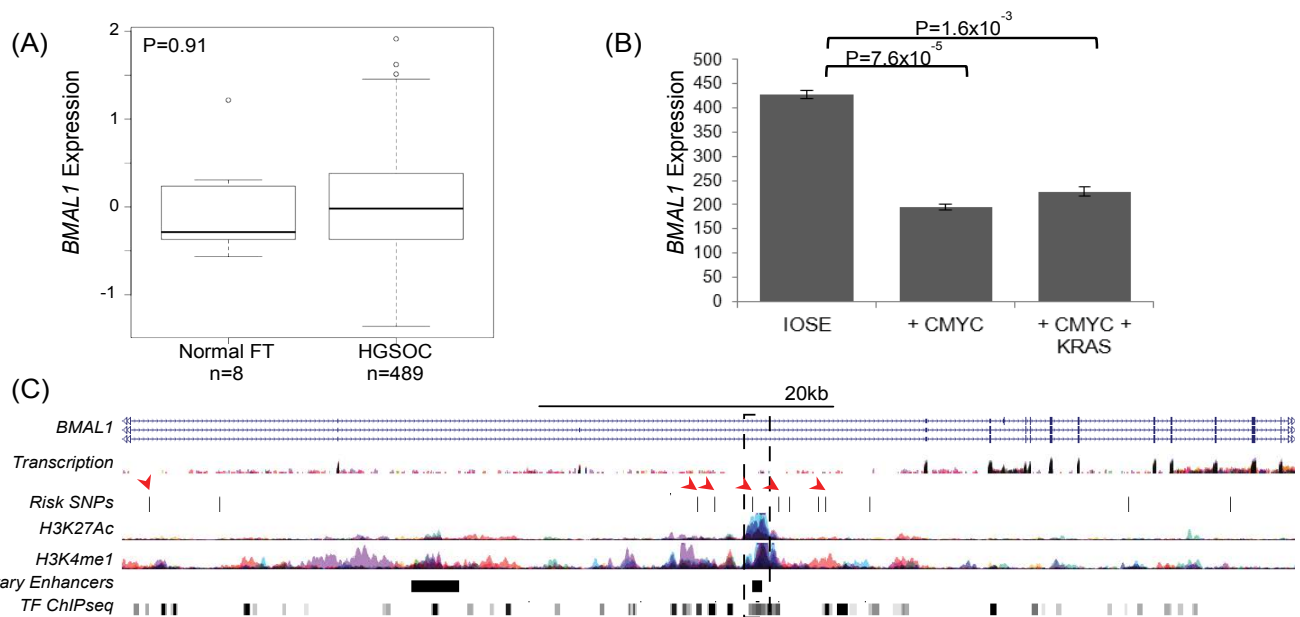 (A)
P=0.91
BMAL1 Expression
2
1
0
-1
Normal FT
n=8
HGSOC
n=489
(B)
P=1.6x10-3
P=7.6x10-5
BMAL1 Expression
500
450
400
350
300
250
200
150
100
50
0
IOSE
+ CMYC
+ CMYC +
KRAS
(C)
20kb
BMAL1
Transcription
Risk SNPs
H3K27Ac
H3K4me1
ary Enhancers
TF ChIPseq